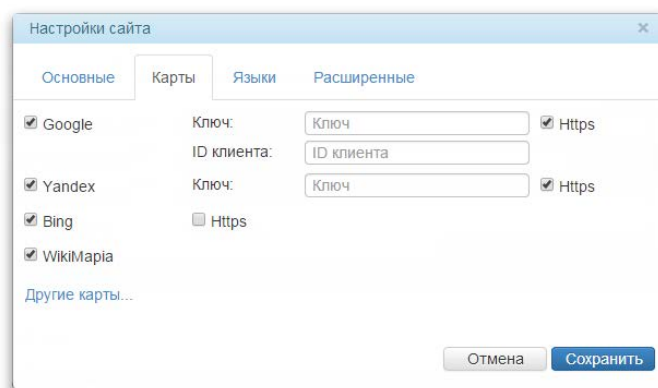 Настройки сайта
Основные Карты Языки Расширенные
Google Ключ: Ключ Https
ID клиента: ID клиента
Yandex Ключ: Ключ Https
Bing Https
WikiMapia
Другие карты...
Отмена Сохранить